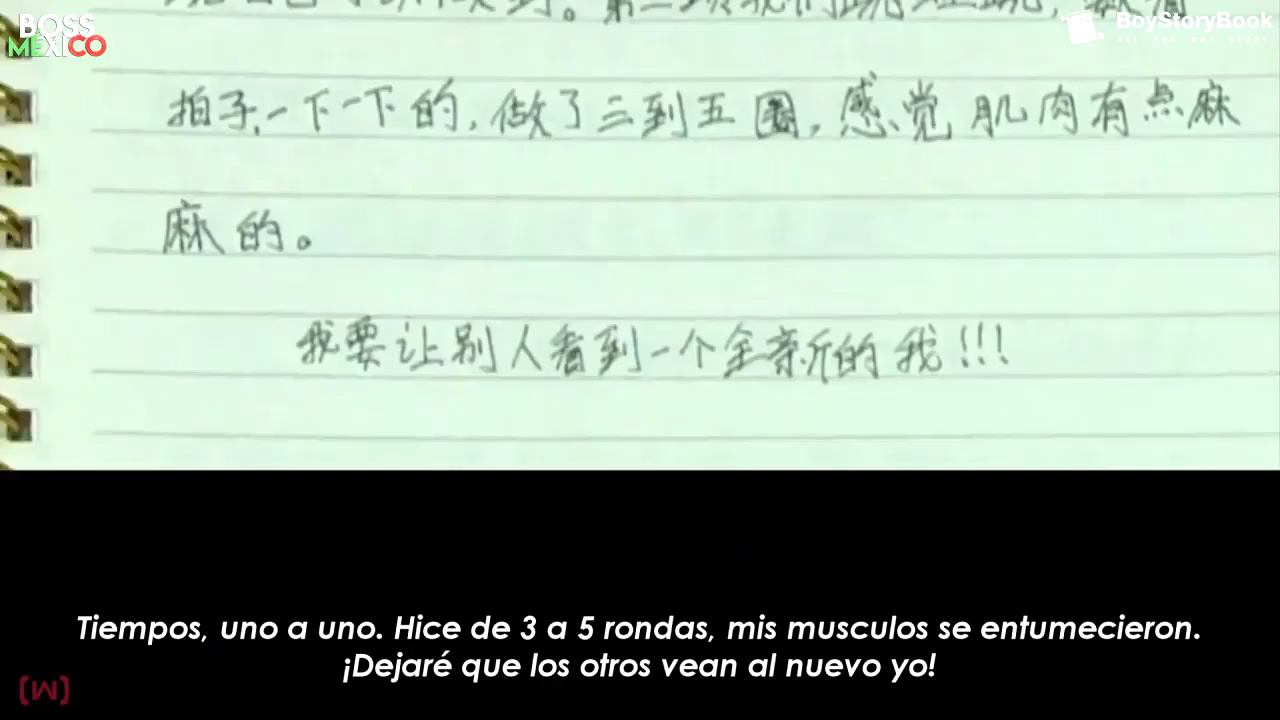 BOSS
MEXICO
BoyStoryBook
拍子,一下一下的,做了三到五圈,感觉肌肉有点麻
麻的。
我要让别人看到一个全新的我!!!
Tiempos, uno a uno. Hice de 3 a 5 rondas, mis musculos se entumecieron.
¡Dejaré que los otros vean al nuevo yo!
[W]